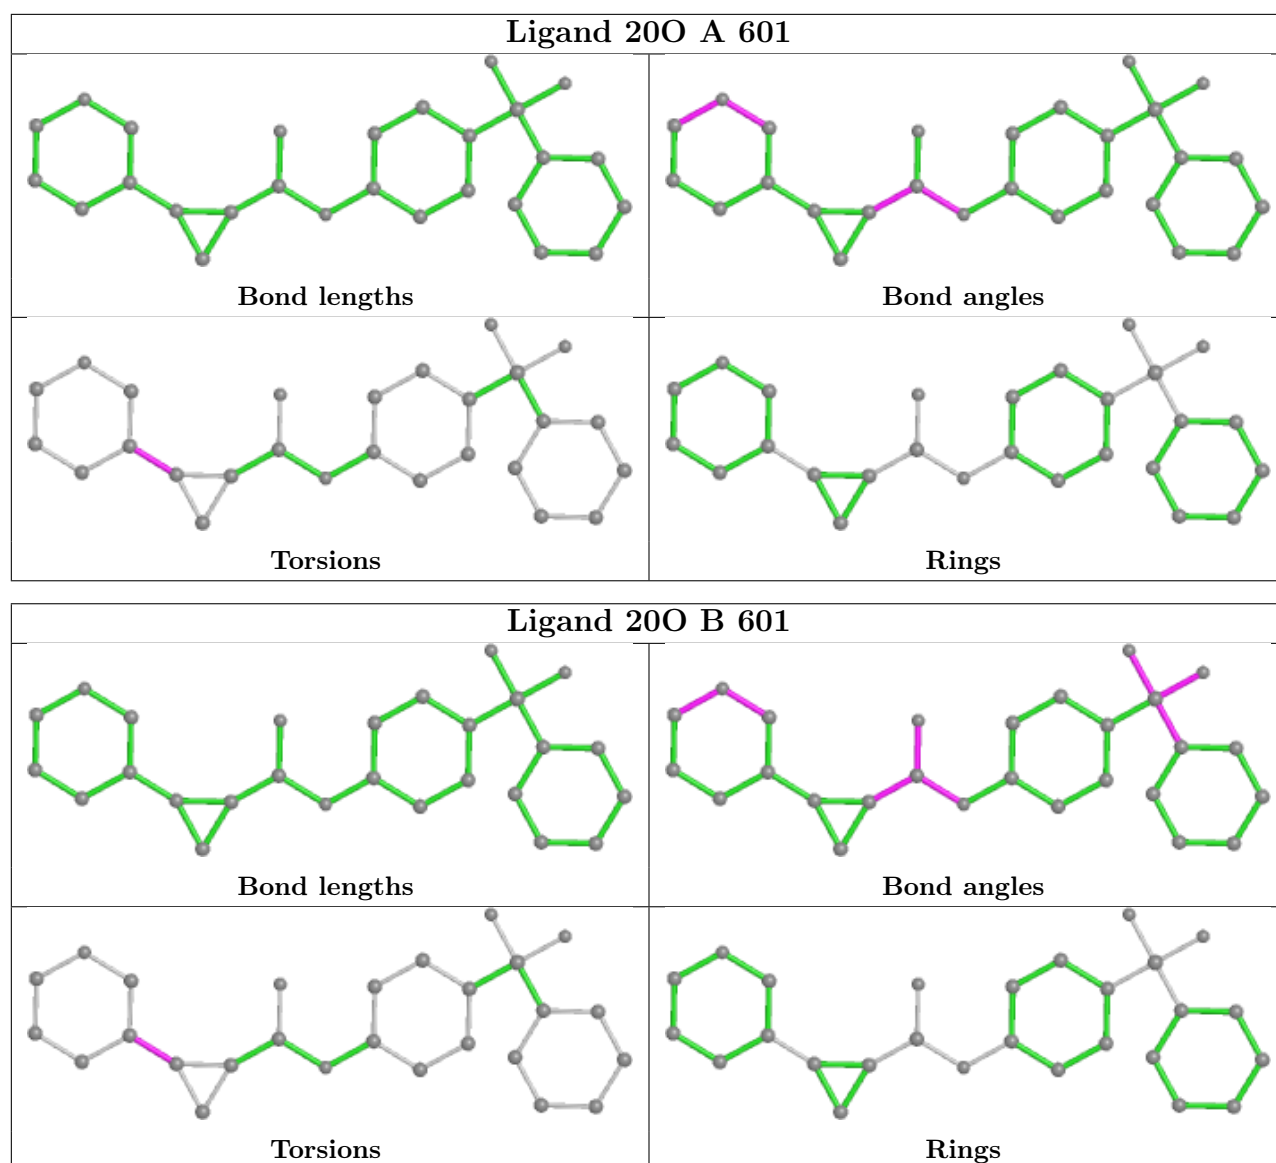 Ligand 20O A 601
Bond lengths
Bond angles
Torsions
Rings
Ligand 20O B 601
Bond lengths
Bond angles
Torsions
Rings